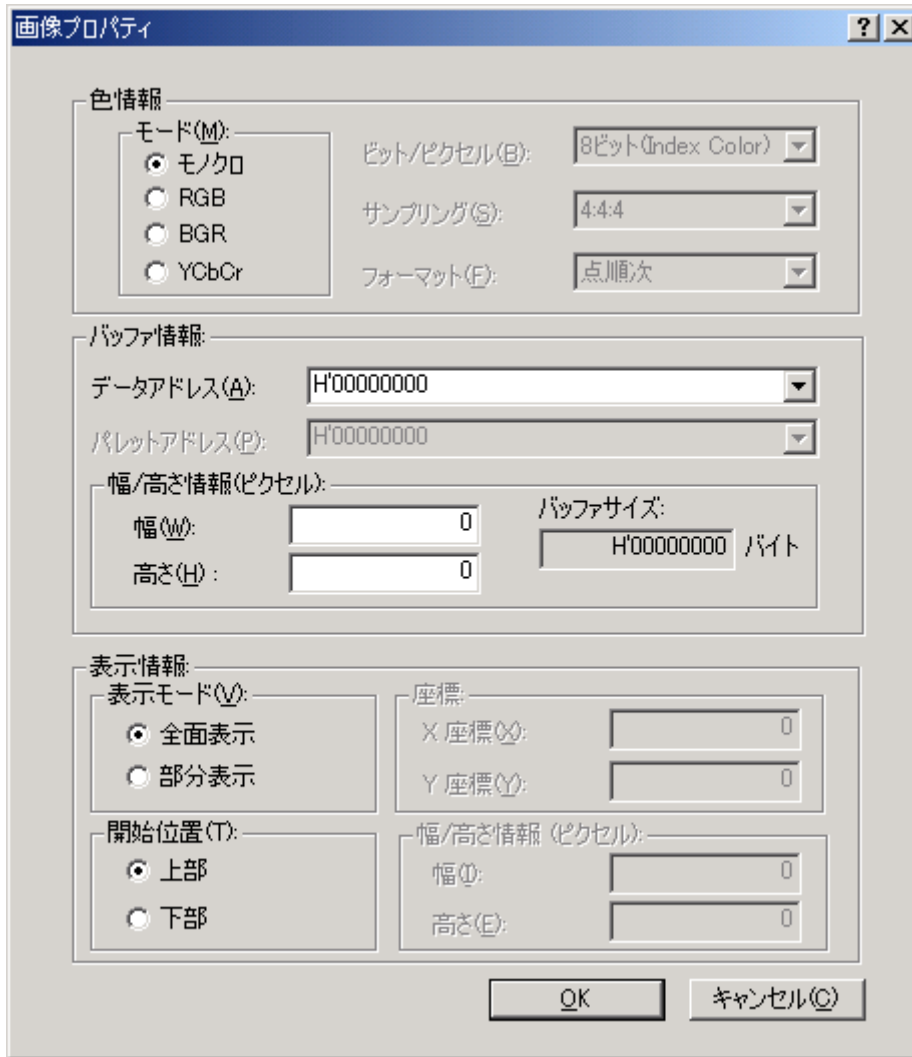 画像プロパティ
色情報
モード(M):
モノクロ
RGB
BGR
YCbCr
ビット/ピクセル(B):
8ビット(Index Color)
サンプリング(S):
4:4:4
フォーマット(F):
点順次
バッファ情報:
データアドレス(A):
H'00000000
パレットアドレス(P):
H'00000000
幅/高さ情報(ピクセル):
幅(W):
0
高さ(H) :
0
バッファサイズ:
H'00000000 バイト
表示情報:
表示モード(V):
全面表示
部分表示
座標:
X 座標(X):
0
Y 座標(Y):
0
開始位置(T):
上部
下部
幅/高さ情報 (ピクセル):
幅(I):
0
高さ(E):
0
OK
キャンセル(C)